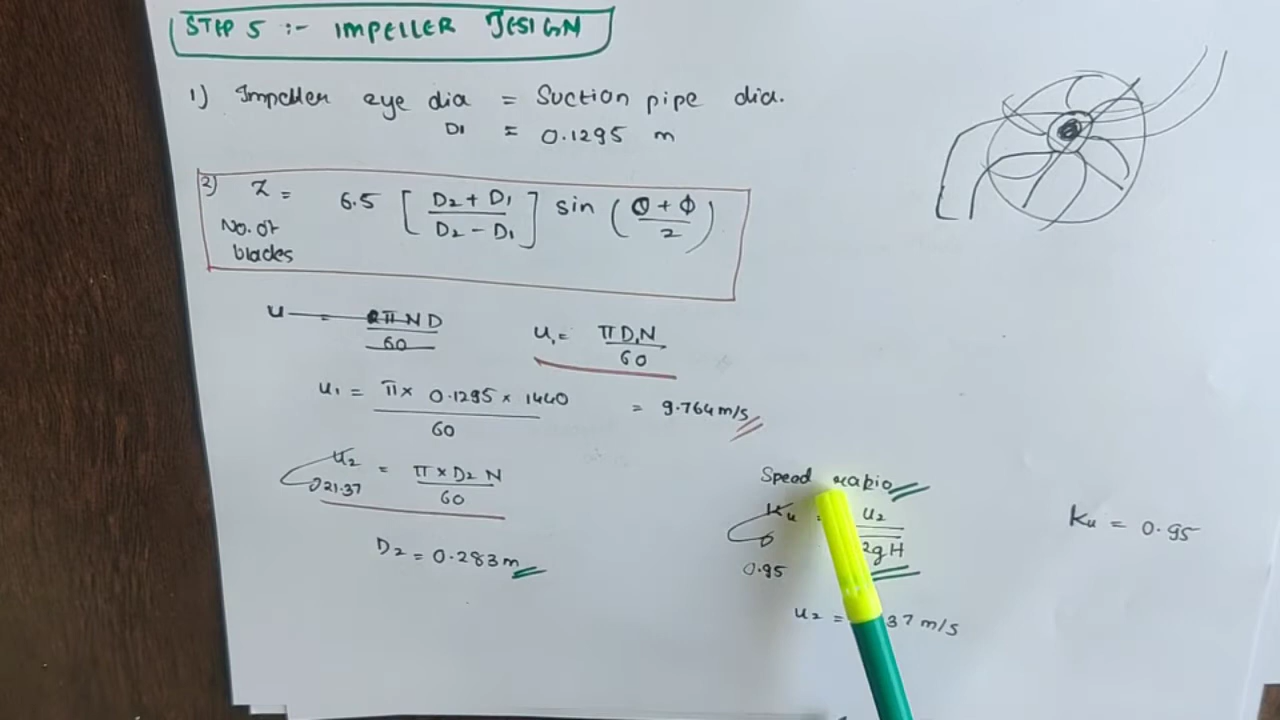 STEP 5 :- IMPELLER DESIGN
1) Impeller eye dia = Suction pipe dia.
D1 = 0.1295 m
2) Z = 6.5 [ D2 + D1 / D2 - D1 ] sin ( θ + Φ / 2 )
No. of
blades
u = 2πND / 60
u1 = πD1N / 60
u1 = π × 0.1295 × 1440 / 60 = 9.764 m/s
u2 = π × D2 N / 60
21.37
D2 = 0.283 m
Speed ratio
Ku = u2 / 2gH
0.95
Ku = 0.95
u2 = 37 m/s